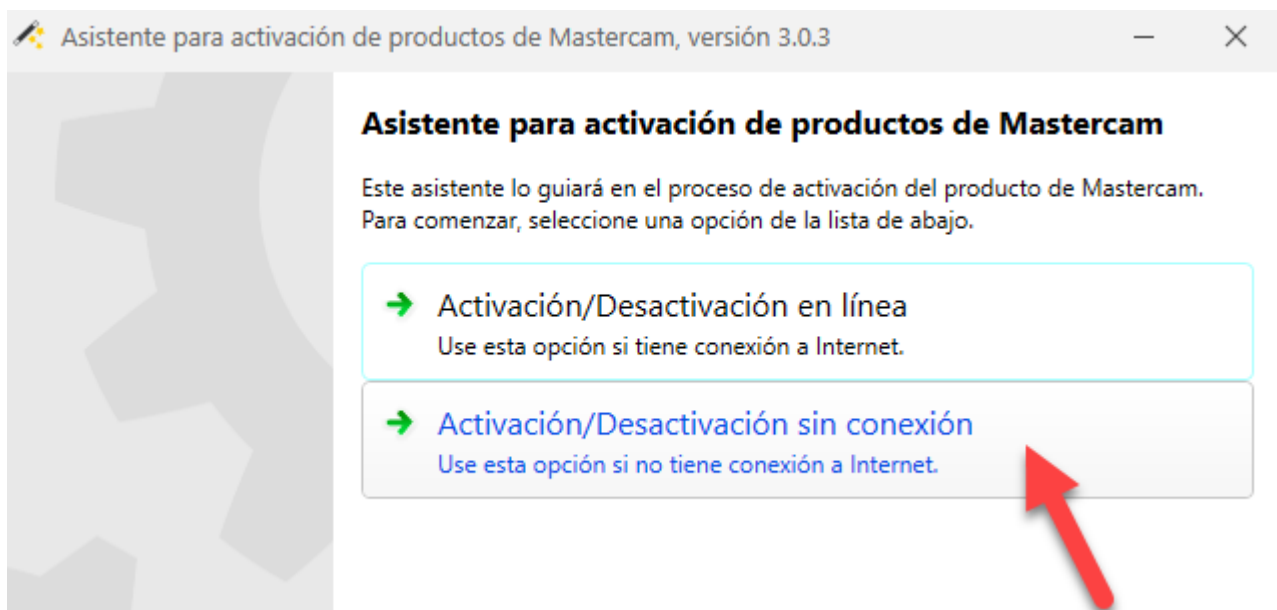 Asistente para activación de productos de Mastercam, versión 3.0.3
Asistente para activación de productos de Mastercam
Este asistente lo guiará en el proceso de activación del producto de Mastercam.
Para comenzar, seleccione una opción de la lista de abajo.
Activación/Desactivación en línea
Use esta opción si tiene conexión a Internet.
Activación/Desactivación sin conexión
Use esta opción si no tiene conexión a Internet.